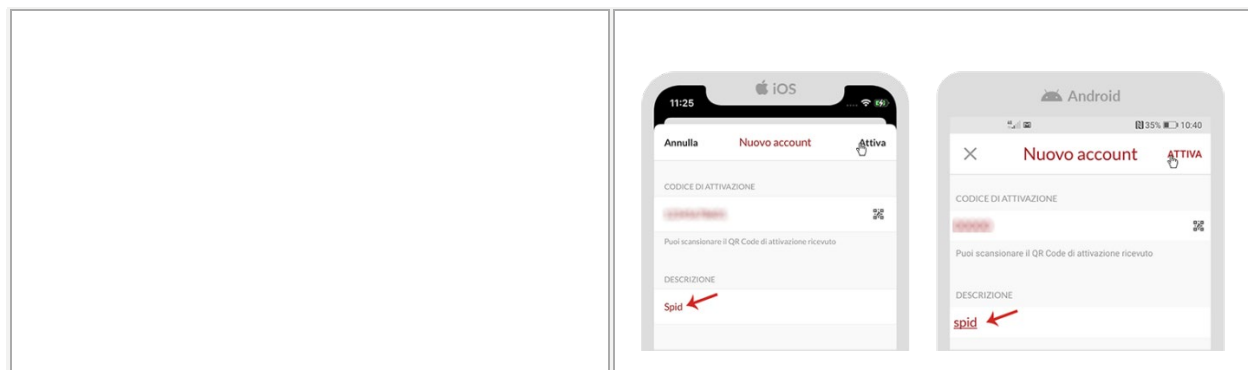 iOS
11:25
Annulla Nuovo account Attiva
CODICE DI ATTIVAZIONE
Puoi scansionare il QR Code di attivazione ricevuto
DESCRIZIONE
Spid
Android
35% 10:40
Nuovo account ATTIVA
CODICE DI ATTIVAZIONE
Puoi scansionare il QR Code di attivazione ricevuto
DESCRIZIONE
spid